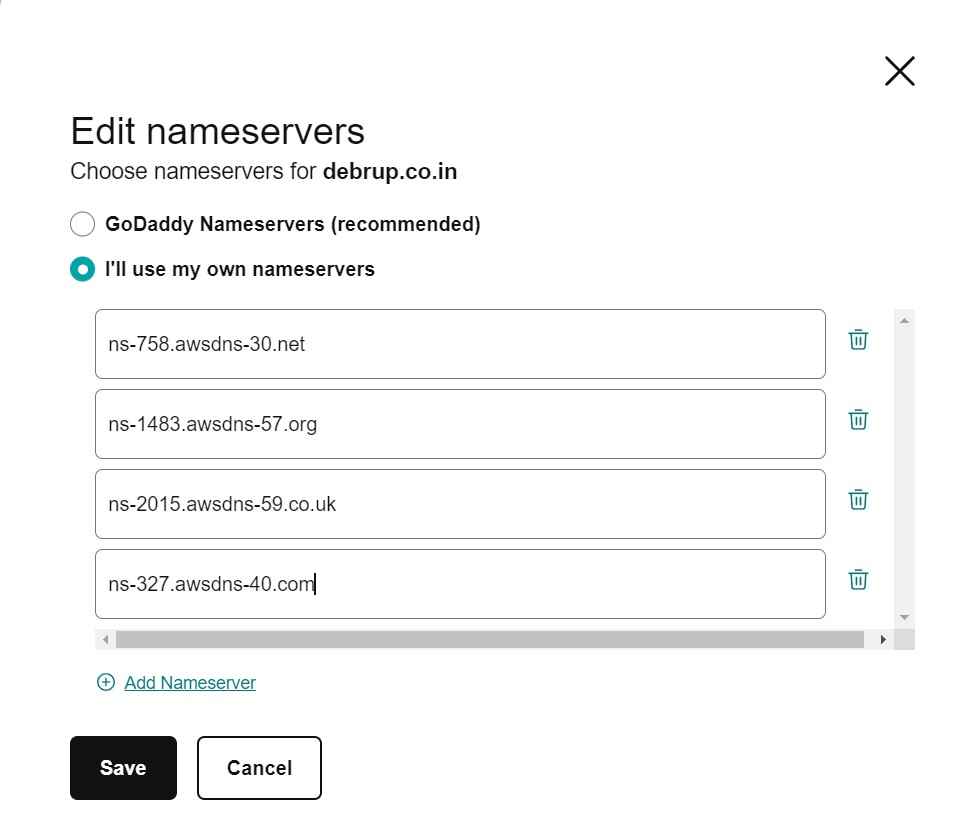 Edit nameservers
Choose nameservers for debrup.co.in
GoDaddy Nameservers (recommended)
I'll use my own nameservers
ns-758.awsdns-30.net
ns-1483.awsdns-57.org
ns-2015.awsdns-59.co.uk
ns-327.awsdns-40.com
Add Nameserver
Save Cancel